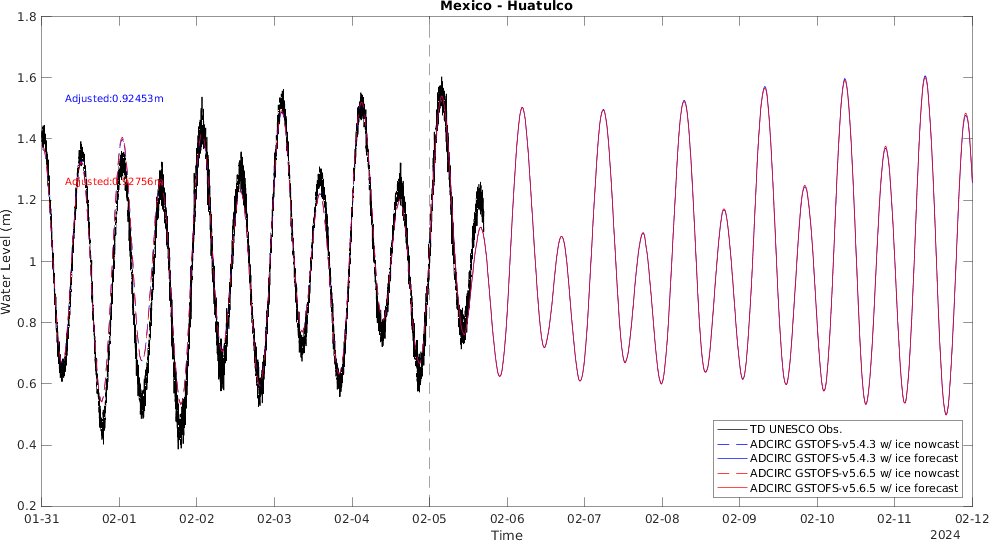 Mexico - Huatulco
1.8
1.6
1.4
1.2
1
0.8
0.6
0.4
0.2
Water Level (m)
Adjusted:0.92453m
Adjusted:0.92756m
TD UNESCO Obs.
ADCIRC GSTOFS-v5.4.3 w/ ice nowcast
ADCIRC GSTOFS-v5.4.3 w/ ice forecast
ADCIRC GSTOFS-v5.6.5 w/ ice nowcast
ADCIRC GSTOFS-v5.6.5 w/ ice forecast
01-31 02-01 02-02 02-03 02-04 02-05 02-06 02-07 02-08 02-09 02-10 02-11 02-12
Time
2024